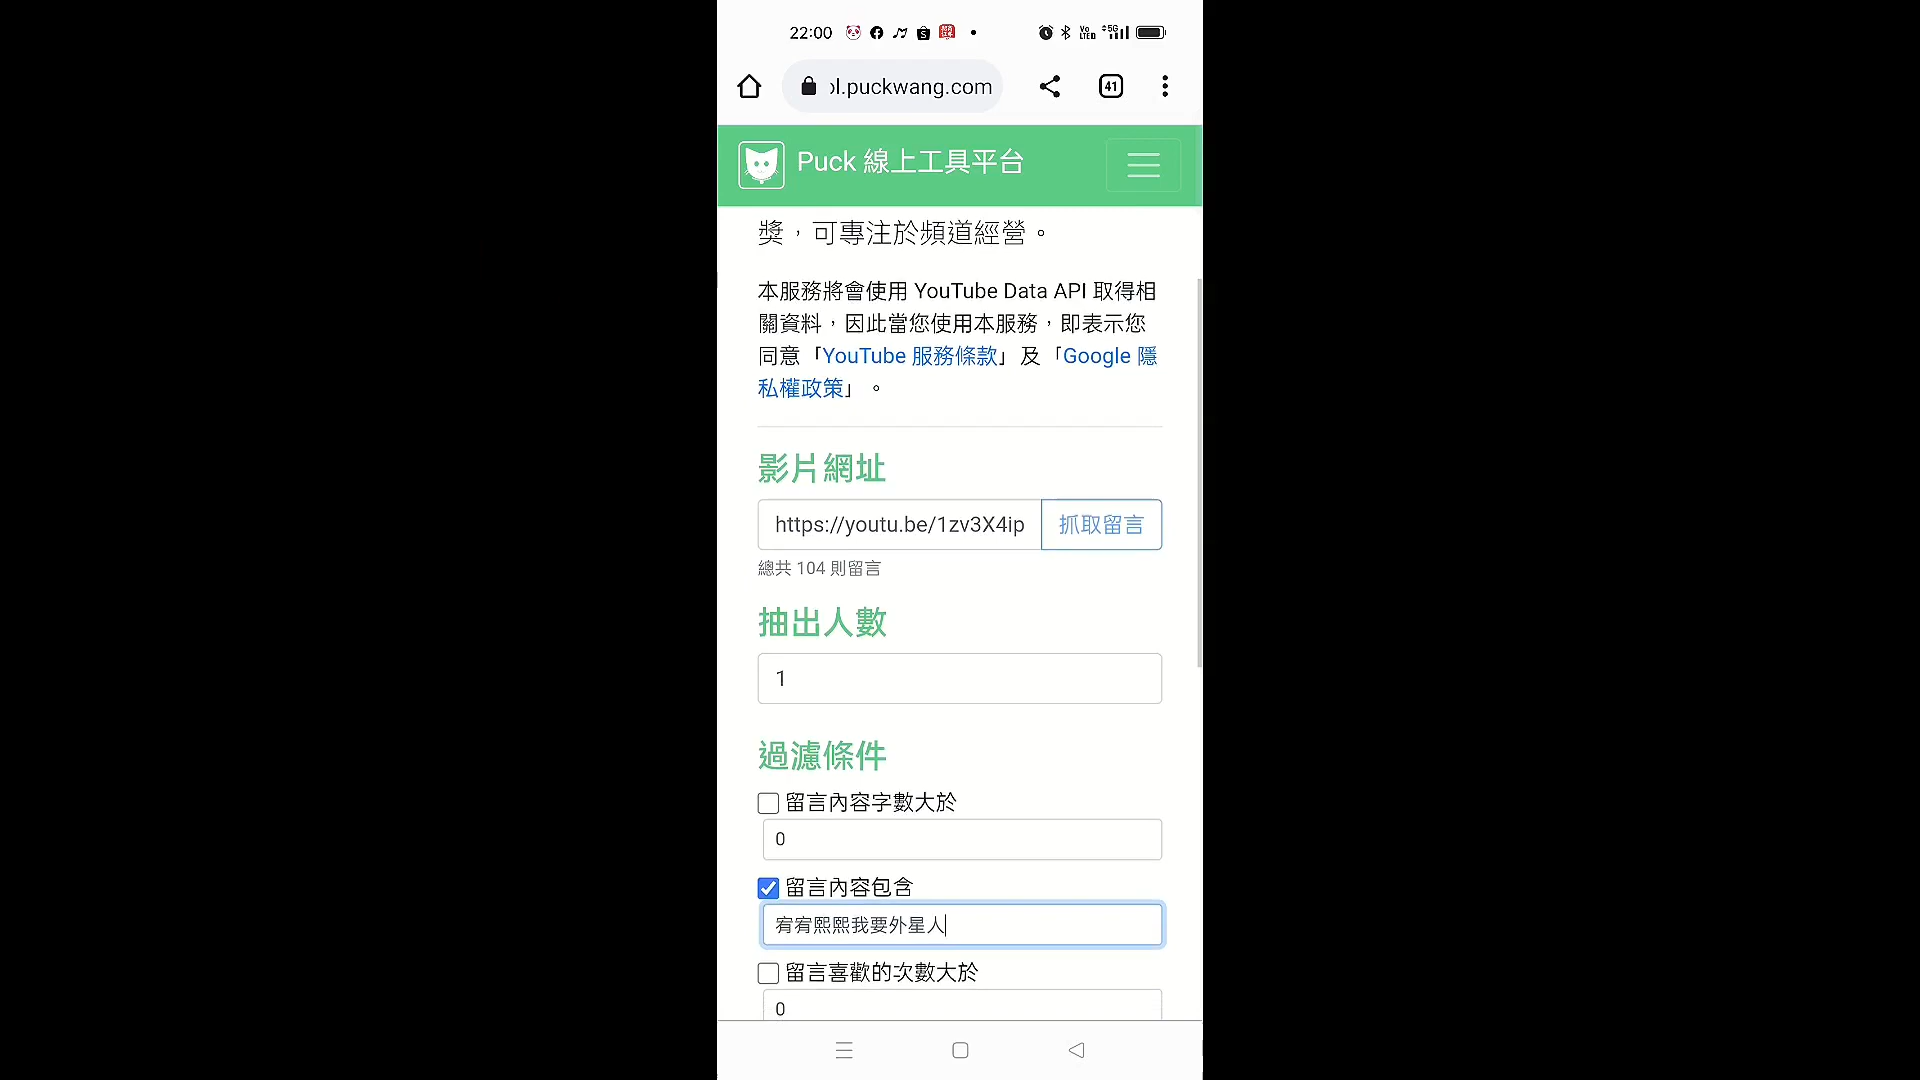 22:00
5G
ol.puckwang.com
41
Puck 線上工具平台
獎，可專注於頻道經營。
本服務將會使用 YouTube Data API 取得相
關資料，因此當您使用本服務，即表示您
同意「YouTube 服務條款」及「Google 隱
私權政策」。
影片網址
https://youtu.be/1zv3X4ip
抓取留言
總共 104 則留言
抽出人數
1
過濾條件
留言內容字數大於
0
留言內容包含
宥宥熙熙我要外星人
留言喜歡的次數大於
0